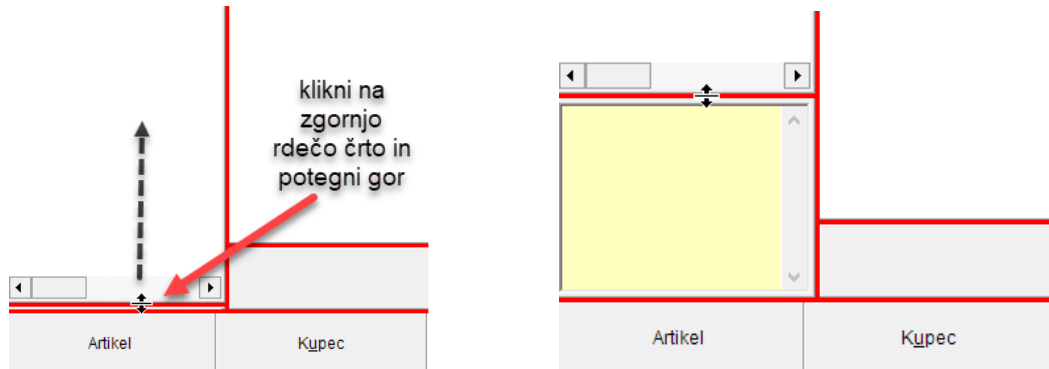 klikni na
zgornjo
rdečo črto in
potegni gor
Artikel
Kupec
Artikel
Kupec